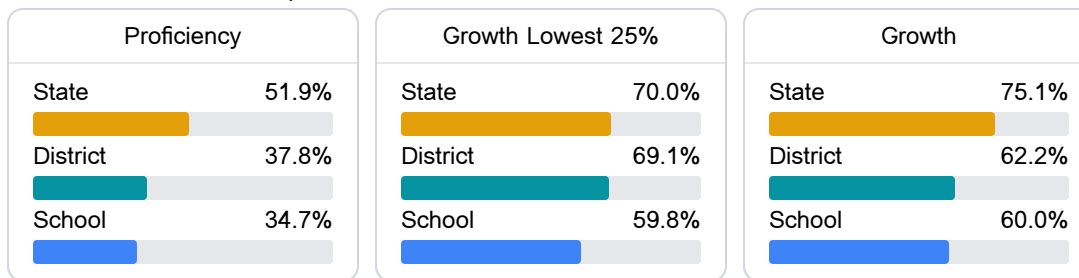 Proficiency
State 51.9%
District 37.8%
School 34.7%
Growth Lowest 25%
State 70.0%
District 69.1%
School 59.8%
Growth
State 75.1%
District 62.2%
School 60.0%